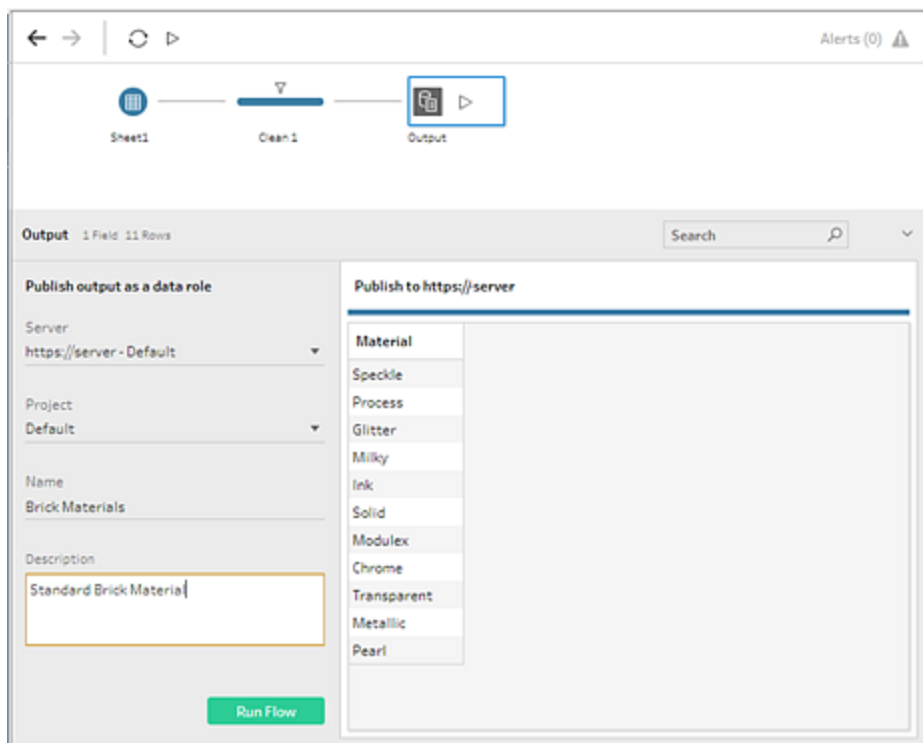 Alerts (0)
Sheet1
Clean 1
Output
Output 1 Field 11 Rows
Search
Publish output as a data role
Server
https://server - Default
Project
Default
Name
Brick Materials
Description
Standard Brick Material
Run Flow
Publish to https://server
Material
Speckle
Process
Glitter
Milky
Ink
Solid
Modulex
Chrome
Transparent
Metallic
Pearl